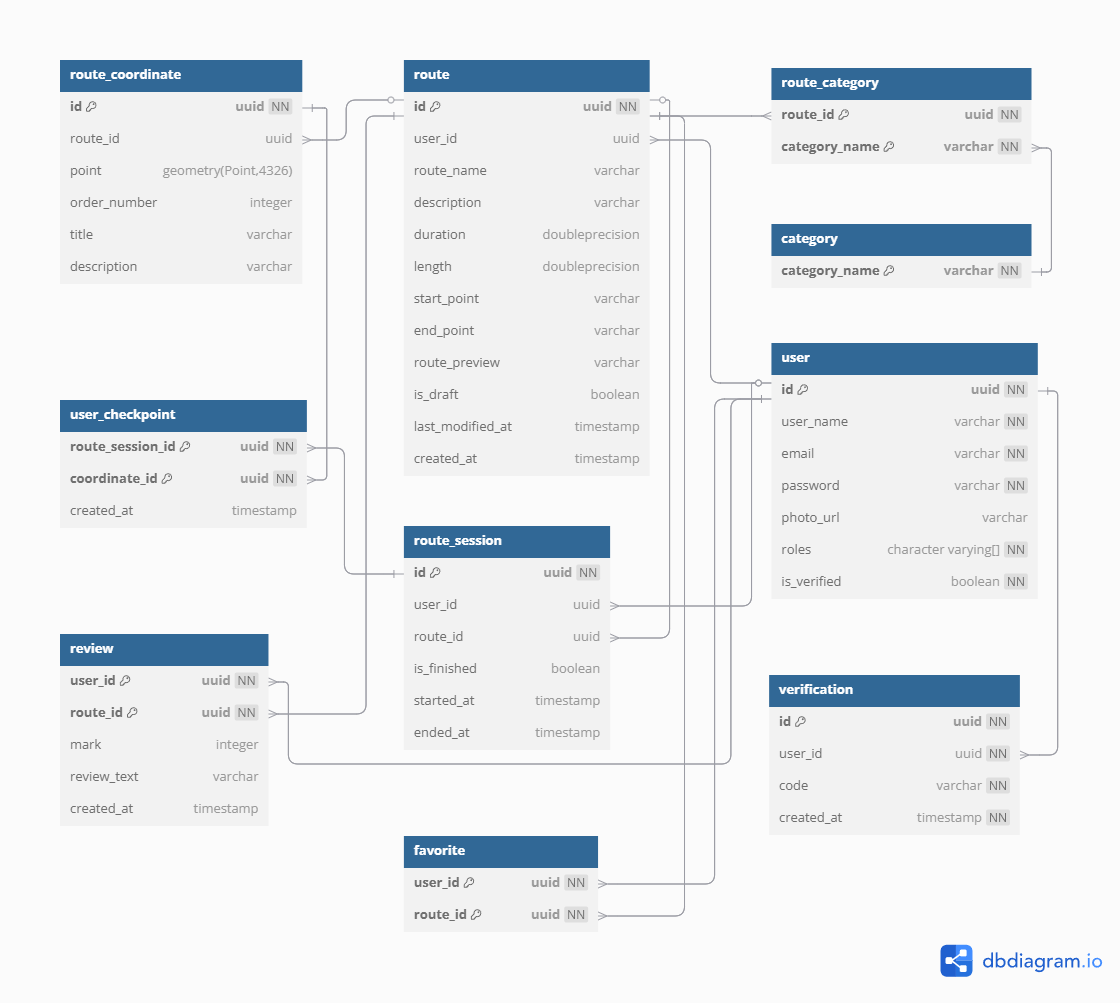 route_coordinate
id uuid NN
route_id uuid
point geometry(Point,4326)
order_number integer
title varchar
description varchar
route
id uuid NN
user_id uuid
route_name varchar
description varchar
duration doubleprecision
length doubleprecision
start_point varchar
end_point varchar
route_preview varchar
is_draft boolean
last_modified_at timestamp
created_at timestamp
route_category
route_id uuid NN
category_name varchar NN
category
category_name varchar NN
user
id uuid NN
user_name varchar NN
email varchar NN
password varchar NN
photo_url varchar
roles character varying[] NN
is_verified boolean NN
user_checkpoint
route_session_id uuid NN
coordinate_id uuid NN
created_at timestamp
route_session
id uuid NN
user_id uuid
route_id uuid
is_finished boolean
started_at timestamp
ended_at timestamp
review
user_id uuid NN
route_id uuid NN
mark integer
review_text varchar
created_at timestamp
verification
id uuid NN
user_id uuid NN
code varchar NN
created_at timestamp NN
favorite
user_id uuid NN
route_id uuid NN
dbdiagram.io